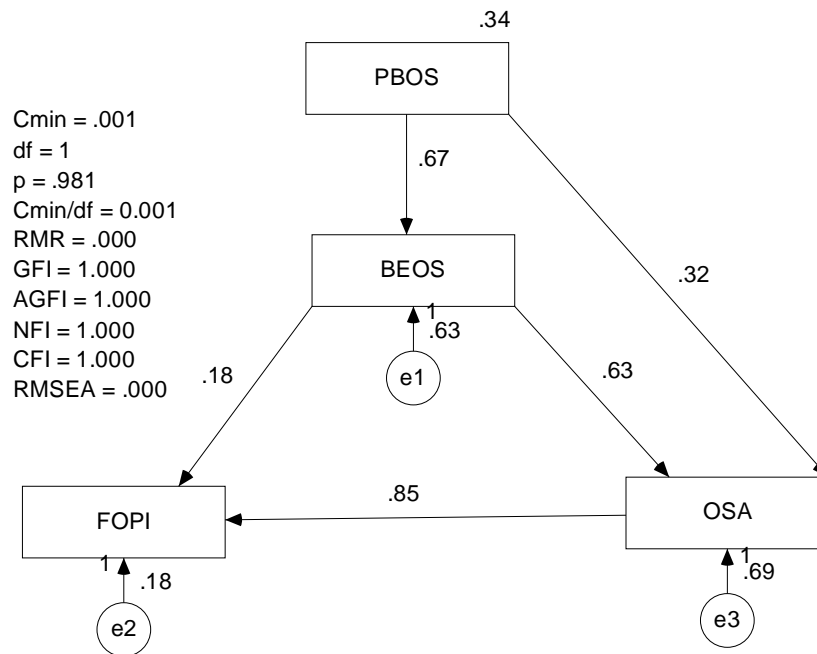 .34
PBOS
Cmin = .001
df = 1
p = .981
Cmin/df = 0.001
RMR = .000
GFI = 1.000
AGFI = 1.000
NFI = 1.000
CFI = 1.000
RMSEA = .000
.67
BEOS
.32
1
.63
e1
.18
.63
.85
FOPI
OSA
1
.18
1
.69
e2
e3